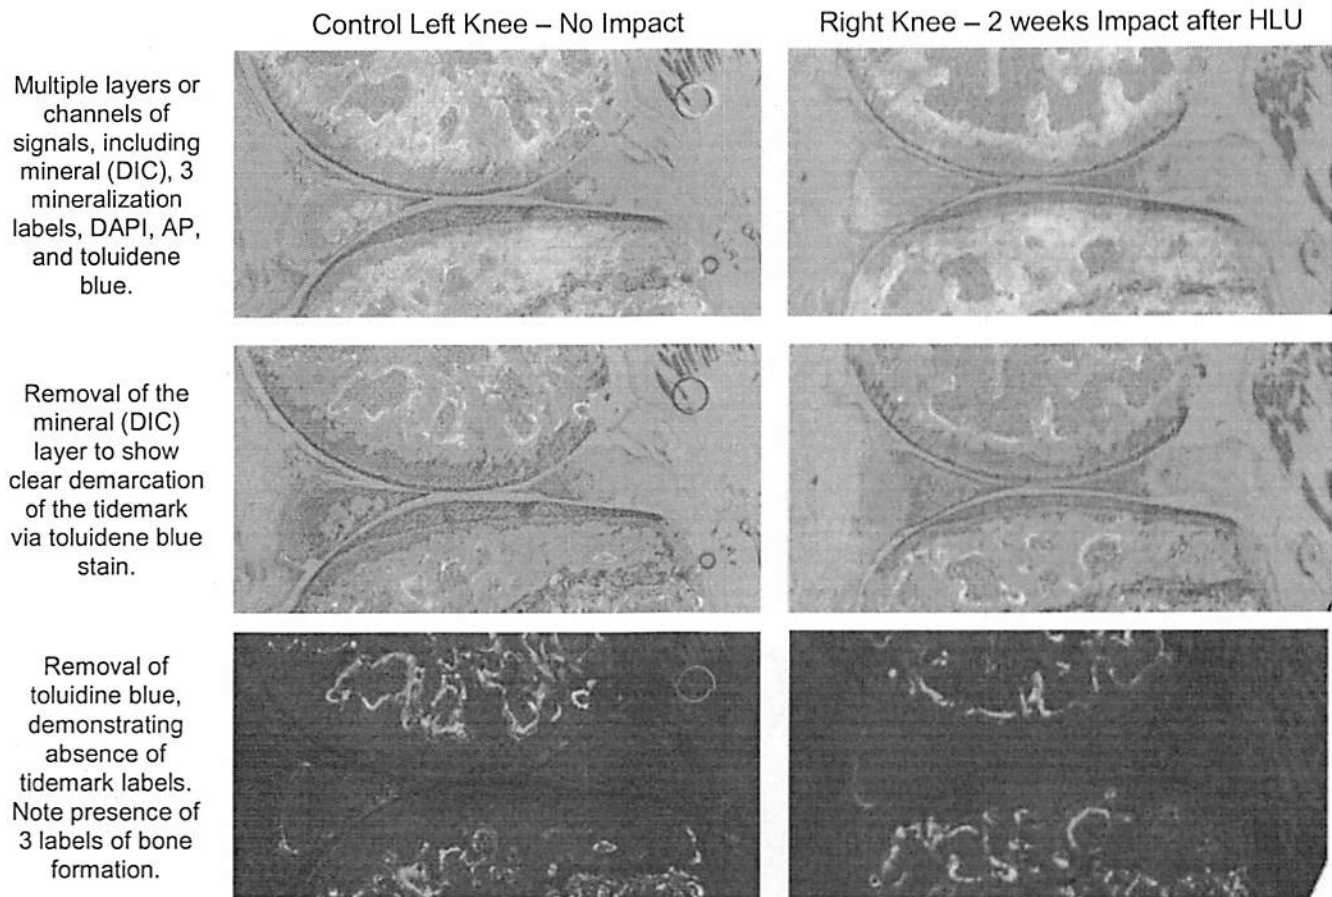 Control Left Knee – No Impact
Right Knee – 2 weeks Impact after HLU
Multiple layers or
channels of
signals, including
mineral (DIC), 3
mineralization
labels, DAPI, AP,
and toluidene
blue.
Removal of the
mineral (DIC)
layer to show
clear demarcation
of the tidemark
via toluidene blue
stain.
Removal of
toluidine blue,
demonstrating
absence of
tidemark labels.
Note presence of
3 labels of bone
formation.